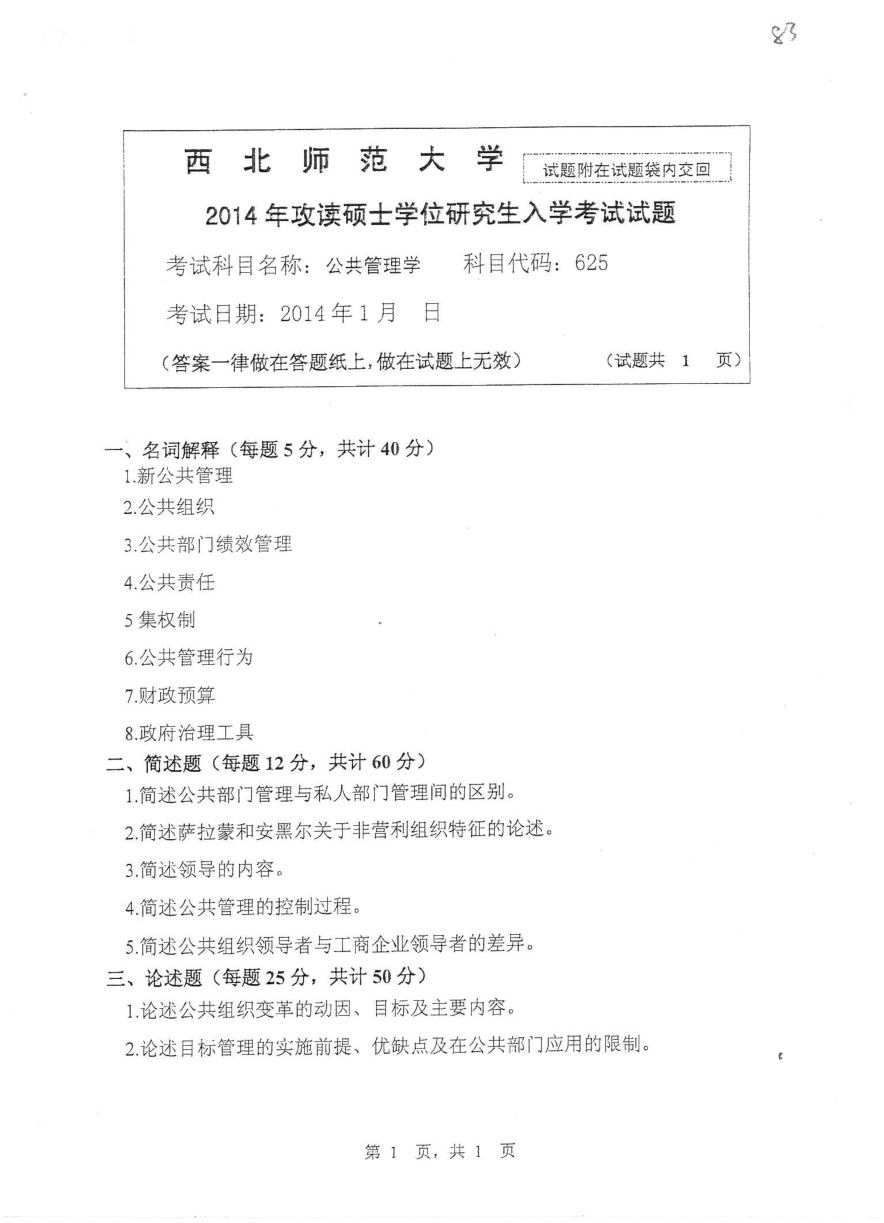 83
西北师范大学 试题附在试题袋内交回
2014年攻读硕士学位研究生入学考试试题
考试科目名称：公共管理学 科目代码：625
考试日期：2014年1月 日
（答案一律做在答题纸上，做在试题上无效） （试题共 1 页）
一、名词解释（每题5分，共计40分）
1.新公共管理
2.公共组织
3.公共部门绩效管理
4.公共责任
5 集权制
6.公共管理行为
7.财政预算
8.政府治理工具
二、简述题（每题12分，共计60分）
1.简述公共部门管理与私人部门管理间的区别。
2.简述萨拉蒙和安黑尔关于非营利组织特征的论述。
3.简述领导的内容。
4.简述公共管理的控制过程。
5.简述公共组织领导者与工商企业领导者的差异。
三、论述题（每题25分，共计50分）
1.论述公共组织变革的动因、目标及主要内容。
2.论述目标管理的实施前提、优缺点及在公共部门应用的限制。
第 1 页，共 1 页